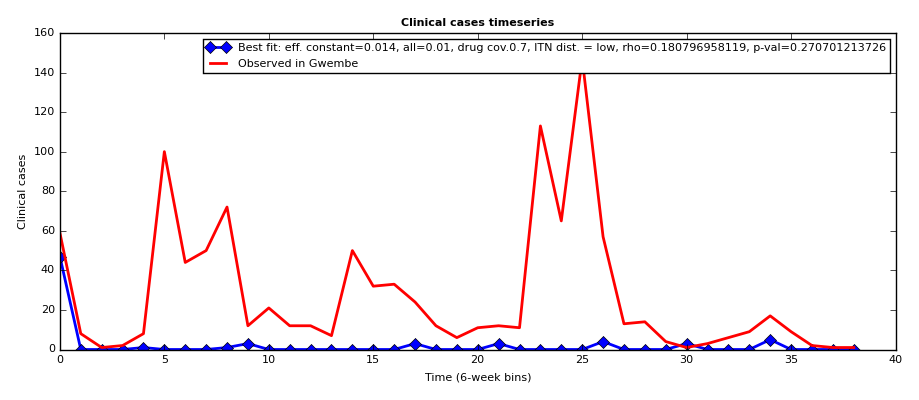 Clinical cases timeseries
Best fit: eff. constant=0.014, all=0.01, drug cov.0.7, ITN dist. = low, rho=0.180796958119, p-val=0.270701213726
Observed in Gwembe
Clinical cases
160
140
120
100
80
60
40
20
0
0 5 10 15 20 25 30 35 40
Time (6-week bins)